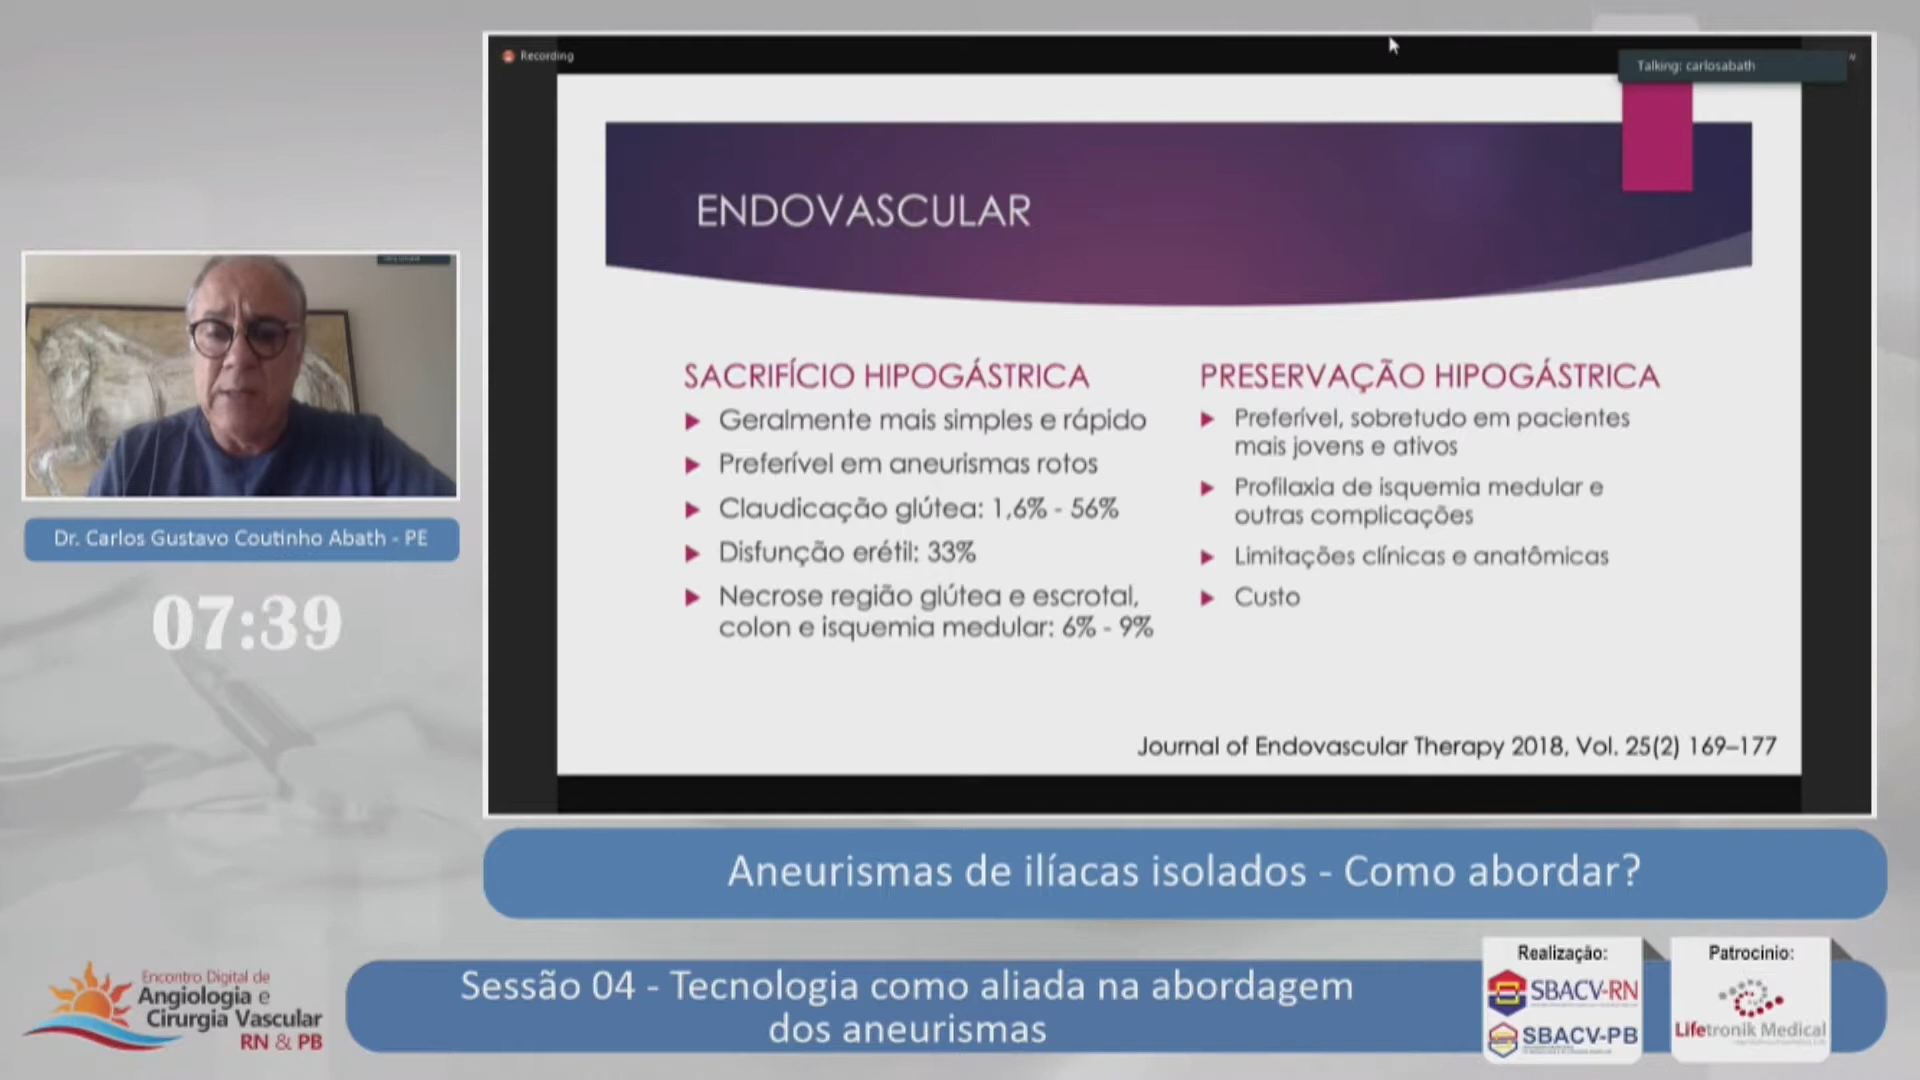 Recording
Talking: carlosabath
ENDOVASCULAR
SACRIFÍCIO HIPOGÁSTRICA
Geralmente mais simples e rápido
Preferível em aneurismas rotos
Claudicação glútea: 1,6% - 56%
Disfunção erétil: 33%
Necrose região glútea e escrotal,
colon e isquemia medular: 6% - 9%
PRESERVAÇÃO HIPOGÁSTRICA
Preferível, sobretudo em pacientes
mais jovens e ativos
Profilaxia de isquemia medular e
outras complicações
Limitações clínicas e anatômicas
Custo
Journal of Endovascular Therapy 2018, Vol. 25(2) 169–177
Dr. Carlos Gustavo Coutinho Abath - PE
07:39
Aneurismas de ilíacas isolados - Como abordar?
Encontro Digital de
Angiologia e
Cirurgia Vascular
RN & PB
Sessão 04 - Tecnologia como aliada na abordagem
dos aneurismas
Realização:
SBACV-RN
SBACV-PB
Patrocinio:
Lifetronik Medical